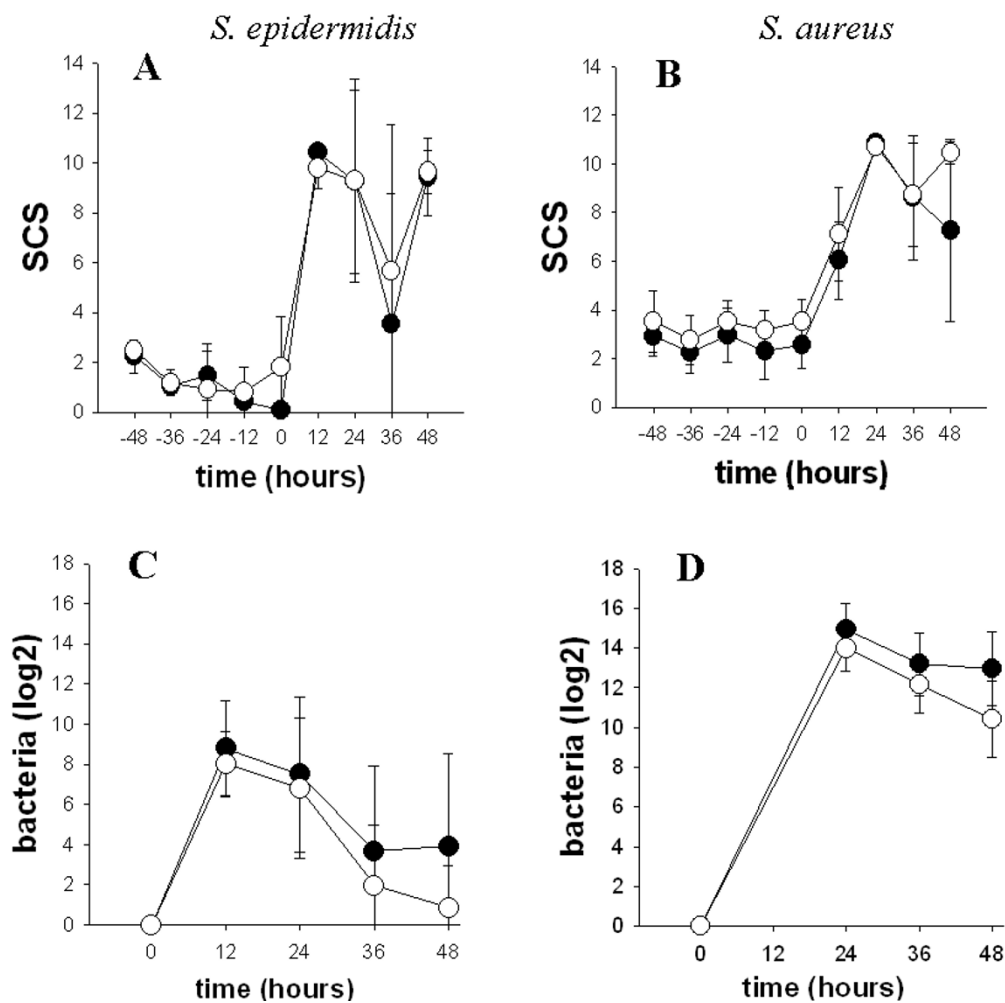 S. epidermidis
S. aureus
A
SCS
14
12
10
8
6
4
2
0
-48 -36 -24 -12 0 12 24 36 48
time (hours)
B
SCS
14
12
10
8
6
4
2
0
-48 -36 -24 -12 0 12 24 36 48
time (hours)
C
bacteria (log2)
18
16
14
12
10
8
6
4
2
0
0 12 24 36 48
time (hours)
D
bacteria (log2)
18
16
14
12
10
8
6
4
2
0
0 12 24 36 48
time (hours)